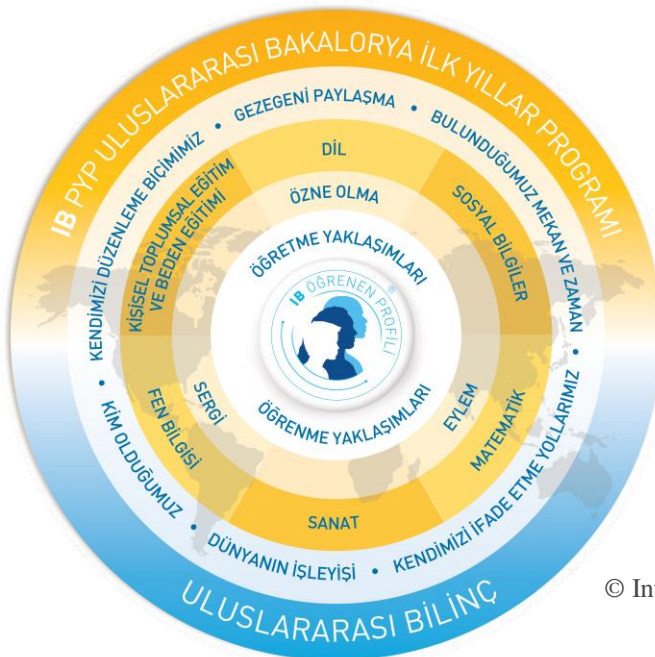 IB PYP ULUSLARARASI BAKALORYA İLK YILLAR PROGRAMI
KENDİMİZİ DÜZENLEME BİÇİMİMİZ • GEZEGENİ PAYLAŞMA • BULUNDUĞUMUZ MEKAN VE ZAMAN •
DİL
KİŞİSEL TOPLUMSAL EĞİTİM
VE BEDEN EĞİTİMİ
SOSYAL BİLGİLER
ÖZNE OLMA
ÖĞRETME YAKLAŞIMLARI
IB ÖĞRENEN PROFİLİ ®
ÖĞRENME YAKLAŞIMLARI
SERGİ
EYLEM
FEN BİLGİSİ
MATEMATİK
SANAT
• KİM OLDUĞUMUZ • DÜNYANIN İŞLEYİŞİ • KENDİMİZİ İFADE ETME YOLLARIMIZ
ULUSLARARASI BİLİNÇ
©